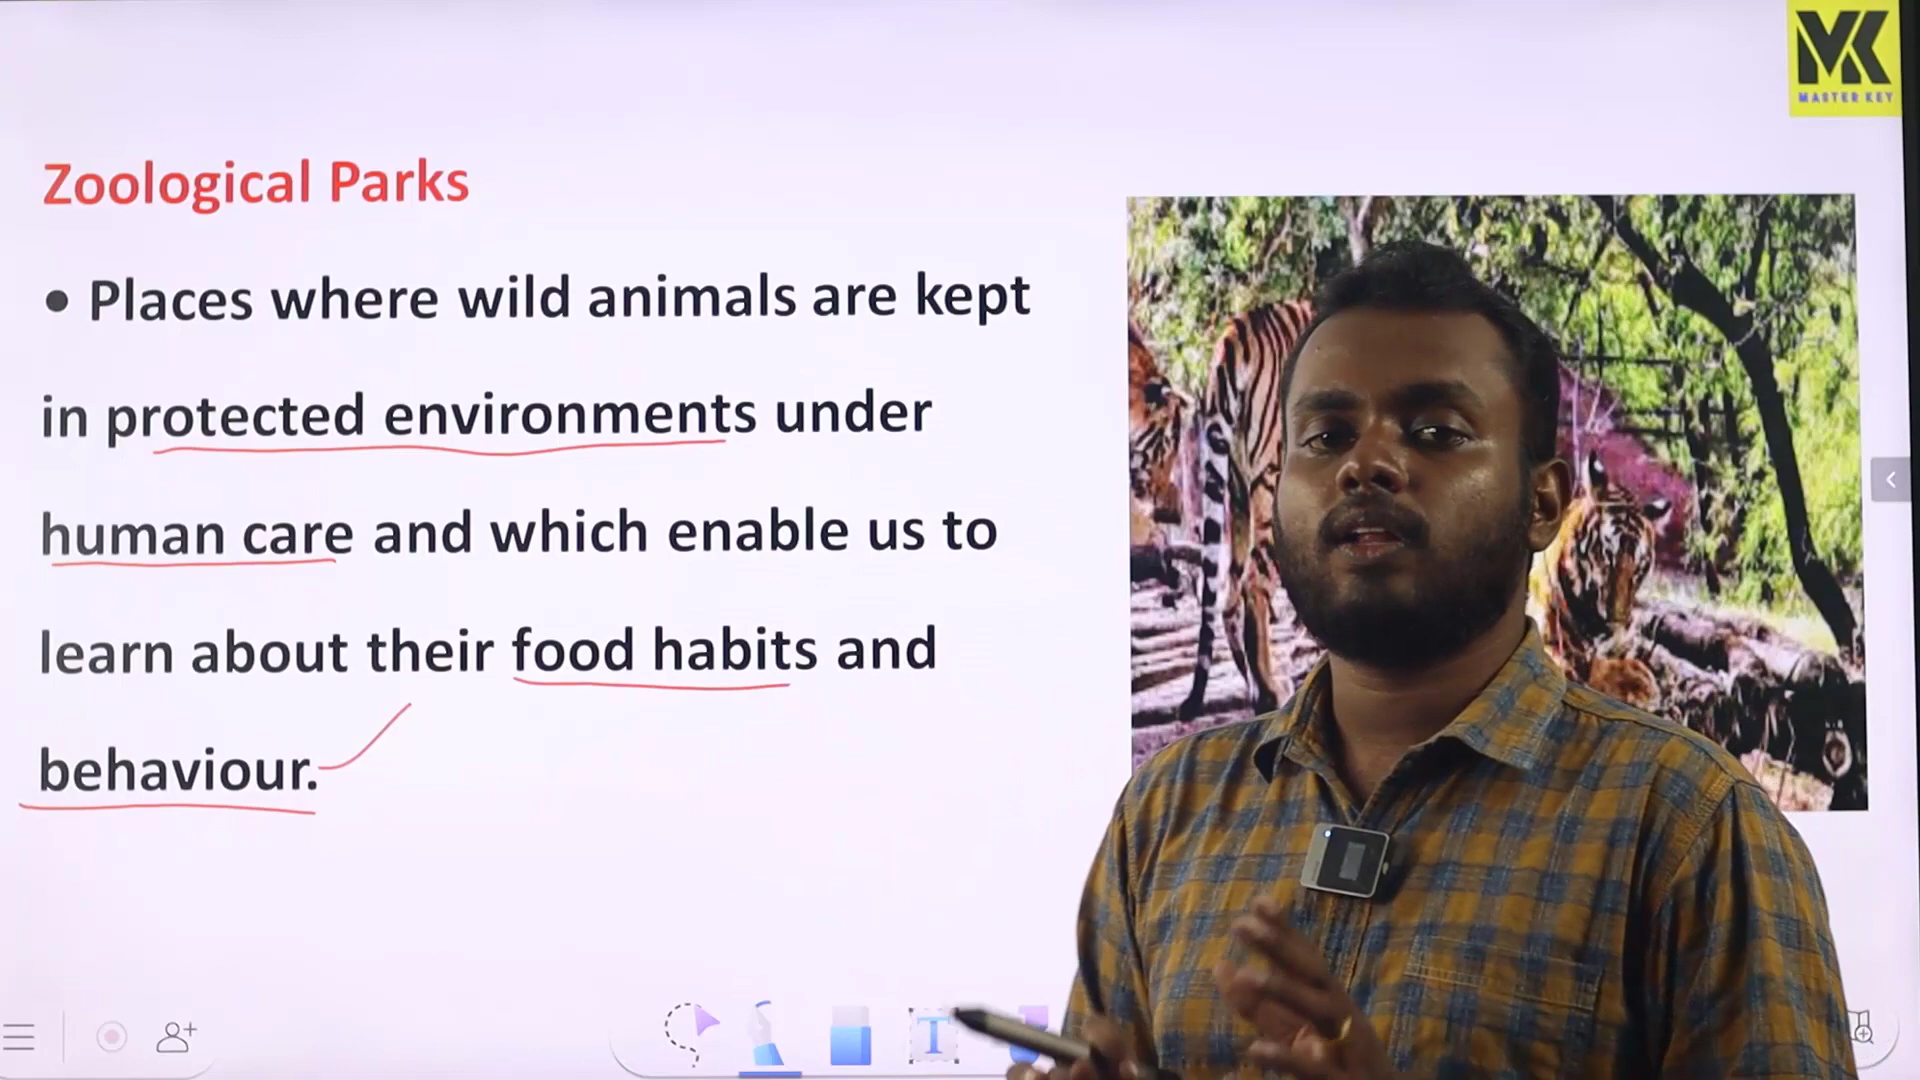 MK
MASTER KEY
Zoological Parks
• Places where wild animals are kept
in protected environments under
human care and which enable us to
learn about their food habits and
behaviour.
T